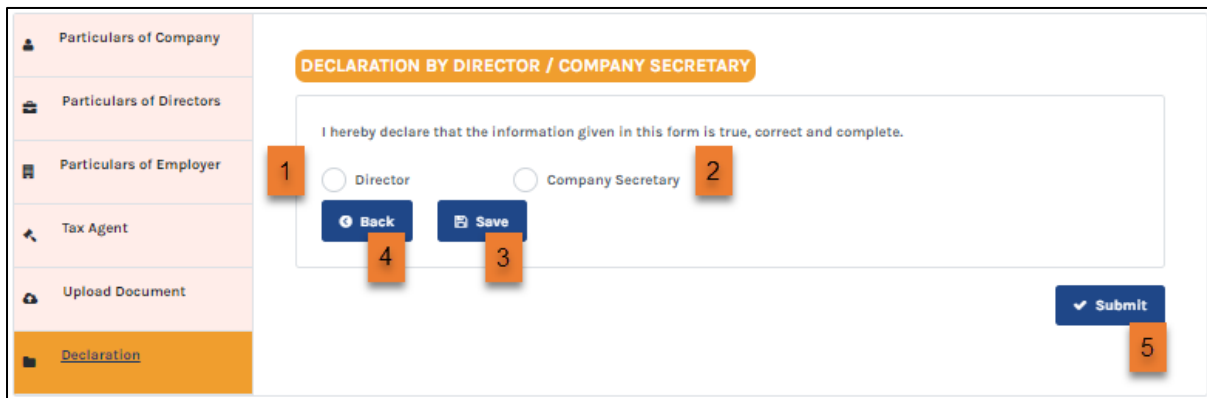 Particulars of Company
Particulars of Directors
Particulars of Employer
Tax Agent
Upload Document
Declaration
DECLARATION BY DIRECTOR / COMPANY SECRETARY
I hereby declare that the information given in this form is true, correct and complete.
1 Director Company Secretary 2
Back Save
4 3
Submit
5